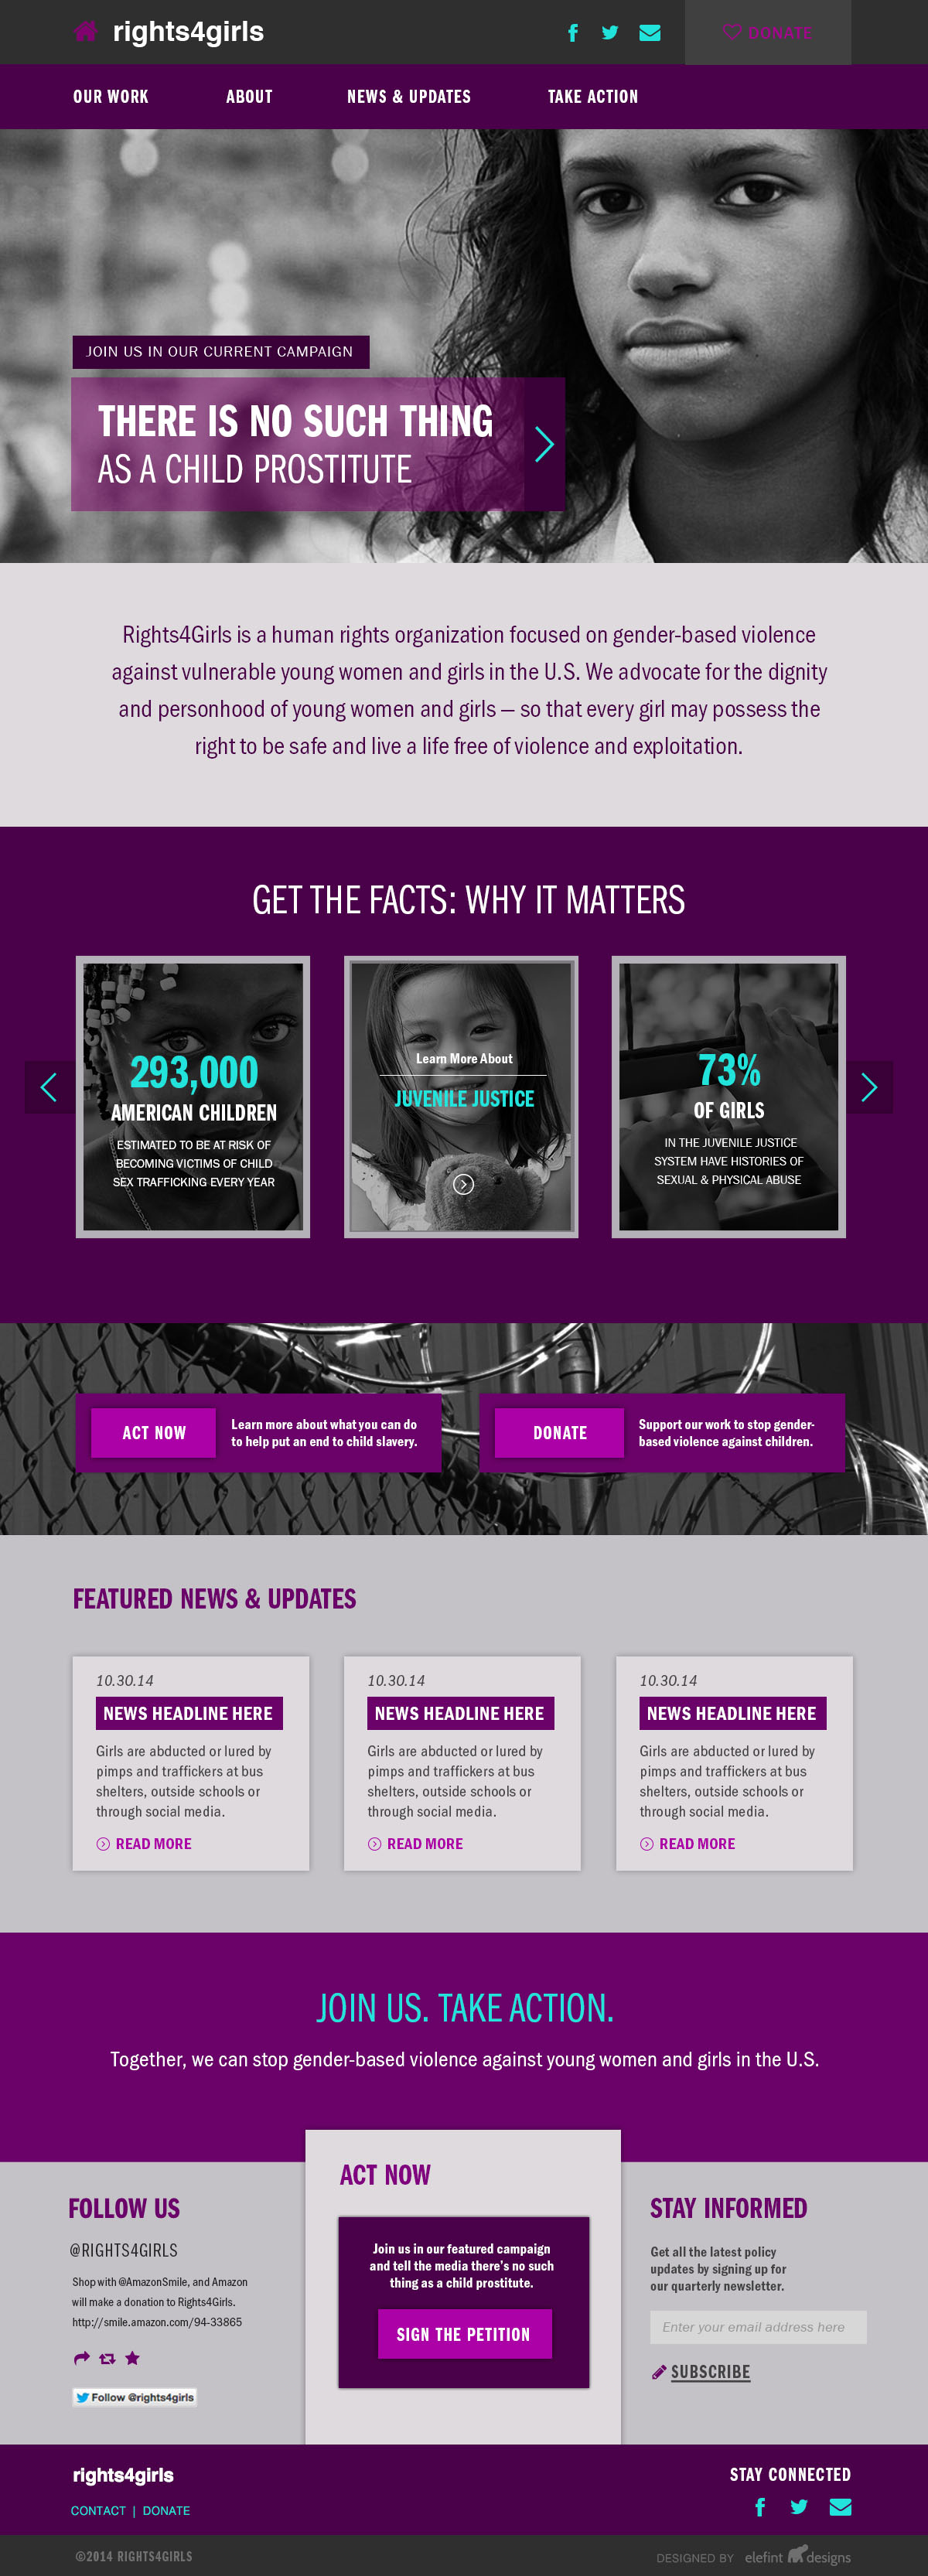 rights4girls
DONATE
OUR WORK
ABOUT
NEWS & UPDATES
TAKE ACTION
JOIN US IN OUR CURRENT CAMPAIGN
THERE IS NO SUCH THING
AS A CHILD PROSTITUTE
Rights4Girls is a human rights organization focused on gender-based violence
against vulnerable young women and girls in the U.S. We advocate for the dignity
and personhood of young women and girls – so that every girl may possess the
right to be safe and live a life free of violence and exploitation.
GET THE FACTS: WHY IT MATTERS
293,000
AMERICAN CHILDREN
ESTIMATED TO BE AT RISK OF
BECOMING VICTIMS OF CHILD
SEX TRAFFICKING EVERY YEAR
Learn More About
JUVENILE JUSTICE
73%
OF GIRLS
IN THE JUVENILE JUSTICE
SYSTEM HAVE HISTORIES OF
SEXUAL & PHYSICAL ABUSE
ACT NOW
Learn more about what you can do
to help put an end to child slavery.
DONATE
Support our work to stop gender-
based violence against children.
FEATURED NEWS & UPDATES
10.30.14
NEWS HEADLINE HERE
Girls are abducted or lured by
pimps and traffickers at bus
shelters, outside schools or
through social media.
READ MORE
10.30.14
NEWS HEADLINE HERE
Girls are abducted or lured by
pimps and traffickers at bus
shelters, outside schools or
through social media.
READ MORE
10.30.14
NEWS HEADLINE HERE
Girls are abducted or lured by
pimps and traffickers at bus
shelters, outside schools or
through social media.
READ MORE
JOIN US. TAKE ACTION.
Together, we can stop gender-based violence against young women and girls in the U.S.
FOLLOW US
@RIGHTS4GIRLS
Shop with @AmazonSmile, and Amazon
will make a donation to Rights4Girls.
http://smile.amazon.com/94-33865
Follow @rights4girls
ACT NOW
Join us in our featured campaign
and tell the media there's no such
thing as a child prostitute.
SIGN THE PETITION
STAY INFORMED
Get all the latest policy
updates by signing up for
our quarterly newsletter.
Enter your email address here
SUBSCRIBE
rights4girls
CONTACT | DONATE
STAY CONNECTED
©2014 RIGHTS4GIRLS
DESIGNED BY elefint designs